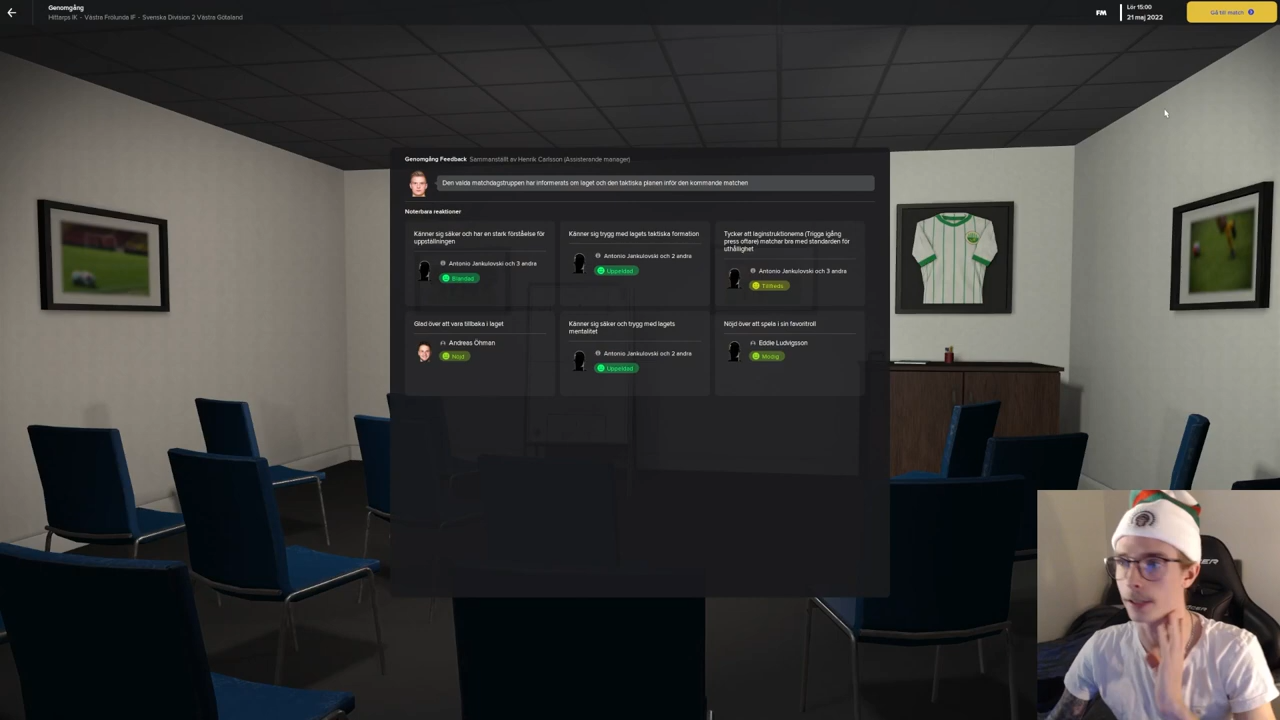 Genomgång
Hittarps IK - Västra Frölunda IF - Svenska Division 2 Västra Götaland
FM
Lör 15:00
21 maj 2022
Gå till match
Genomgång Feedback Sammanställt av Henrik Carlsson (Assisterande manager)
Den valda matchdagstruppen har informerats om laget och den taktiska planen inför den kommande matchen
Noterbara reaktioner
Känner sig säker och har en stark förståelse för
uppställningen
Antonio Jankulovski och 3 andra
Blandad
Känner sig trygg med lagets taktiska formation
Antonio Jankulovski och 2 andra
Uppeldad
Tycker att laginstruktionerna (Trigga igång
press oftare) matcher bra med standarden för
uthållighet
Antonio Jankulovski och 3 andra
Tillfreds
Glad över att vara tillbaka i laget
Andreas Öhman
Nöjd
Känner sig säker och trygg med lagets
mentalitet
Antonio Jankulovski och 2 andra
Uppeldad
Nöjd över att spela i sin favoritroll
Eddie Ludvigsson
Modig